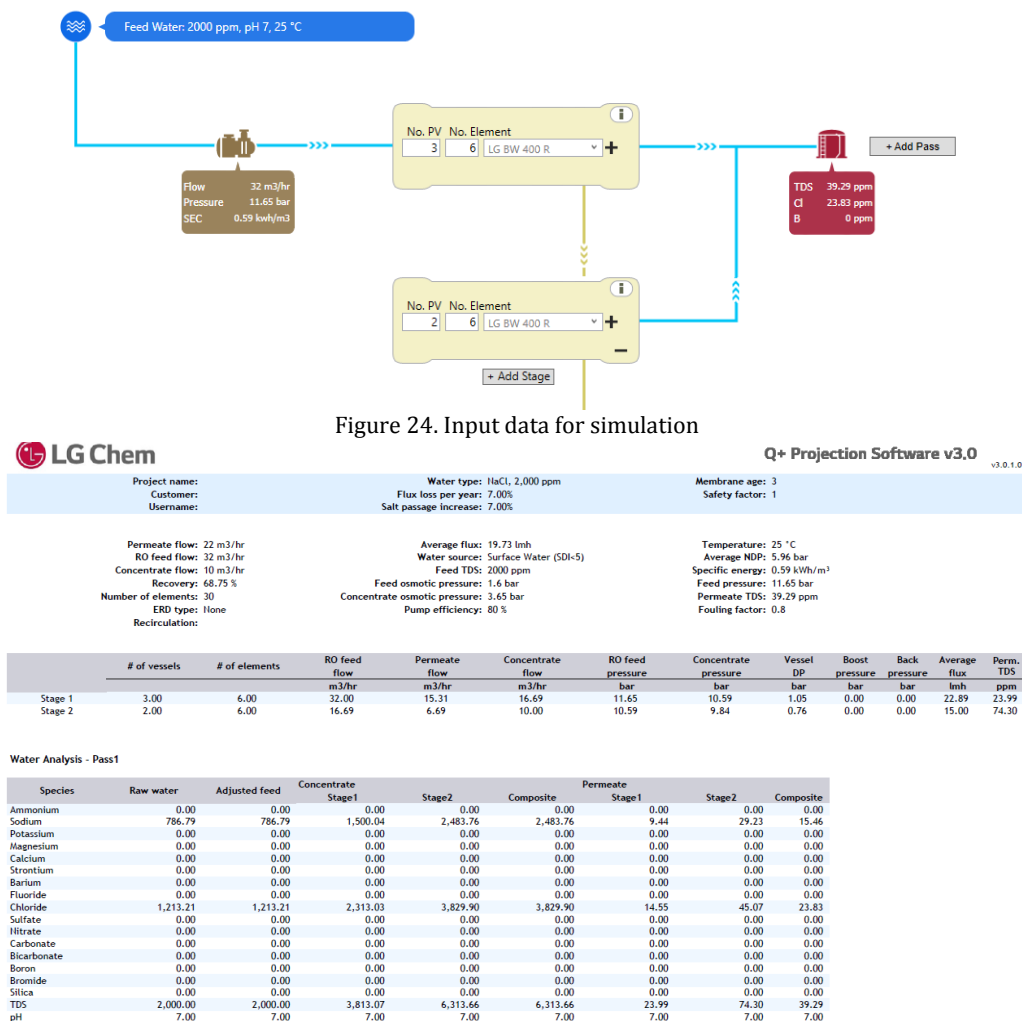 Feed Water: 2000 ppm, pH 7, 25 °C
No. PV No. Element
3 6 LG BW 400 R
+ Add Pass
Flow 32 m3/hr
Pressure 11.65 bar
SEC 0.59 kwh/m3
TDS 39.29 ppm
Cl 23.83 ppm
B 0 ppm
No. PV No. Element
2 6 LG BW 400 R
+ Add Stage
Figure 24. Input data for simulation
LG Chem
Q+ Projection Software v3.0
v3.0.1.0
Project name: Water type: NaCl, 2,000 ppm Membrane age: 3
Customer: Flux loss per year: 7.00% Safety factor: 1
Username: Salt passage increase: 7.00%
Permeate flow: 22 m3/hr Average flux: 19.73 lmh Temperature: 25 °C
RO feed flow: 32 m3/hr Water source: Surface Water (SDI<5) Average NDP: 5.96 bar
Concentrate flow: 10 m3/hr Feed TDS: 2000 ppm Specific energy: 0.59 kWh/m³
Recovery: 68.75 % Feed osmotic pressure: 1.6 bar Feed pressure: 11.65 bar
Number of elements: 30 Concentrate osmotic pressure: 3.65 bar Permeate TDS: 39.29 ppm
ERD type: None Pump efficiency: 80 % Fouling factor: 0.8
Recirculation:
# of vessels # of elements RO feed flow Permeate flow Concentrate flow RO feed pressure Concentrate pressure Vessel DP Boost pressure Back pressure Average flux Perm. TDS
m3/hr m3/hr m3/hr bar bar bar bar bar lmh ppm
Stage 1 3.00 6.00 32.00 15.31 16.69 11.65 10.59 1.05 0.00 0.00 22.89 23.99
Stage 2 2.00 6.00 16.69 6.69 10.00 10.59 9.84 0.76 0.00 0.00 15.00 74.30
Water Analysis - Pass1
Species Raw water Adjusted feed Concentrate Permeate
Stage1 Stage2 Composite Stage1 Stage2 Composite
Ammonium 0.00 0.00 0.00 0.00 0.00 0.00 0.00 0.00
Sodium 786.79 786.79 1,500.04 2,483.76 2,483.76 9.44 29.23 15.46
Potassium 0.00 0.00 0.00 0.00 0.00 0.00 0.00 0.00
Magnesium 0.00 0.00 0.00 0.00 0.00 0.00 0.00 0.00
Calcium 0.00 0.00 0.00 0.00 0.00 0.00 0.00 0.00
Strontium 0.00 0.00 0.00 0.00 0.00 0.00 0.00 0.00
Barium 0.00 0.00 0.00 0.00 0.00 0.00 0.00 0.00
Fluoride 0.00 0.00 0.00 0.00 0.00 0.00 0.00 0.00
Chloride 1,213.21 1,213.21 2,313.03 3,829.90 3,829.90 14.55 45.07 23.83
Sulfate 0.00 0.00 0.00 0.00 0.00 0.00 0.00 0.00
Nitrate 0.00 0.00 0.00 0.00 0.00 0.00 0.00 0.00
Carbonate 0.00 0.00 0.00 0.00 0.00 0.00 0.00 0.00
Bicarbonate 0.00 0.00 0.00 0.00 0.00 0.00 0.00 0.00
Boron 0.00 0.00 0.00 0.00 0.00 0.00 0.00 0.00
Bromide 0.00 0.00 0.00 0.00 0.00 0.00 0.00 0.00
Silica 0.00 0.00 0.00 0.00 0.00 0.00 0.00 0.00
TDS 2,000.00 2,000.00 3,813.07 6,313.66 6,313.66 23.99 74.30 39.29
pH 7.00 7.00 7.00 7.00 7.00 7.00 7.00 7.00